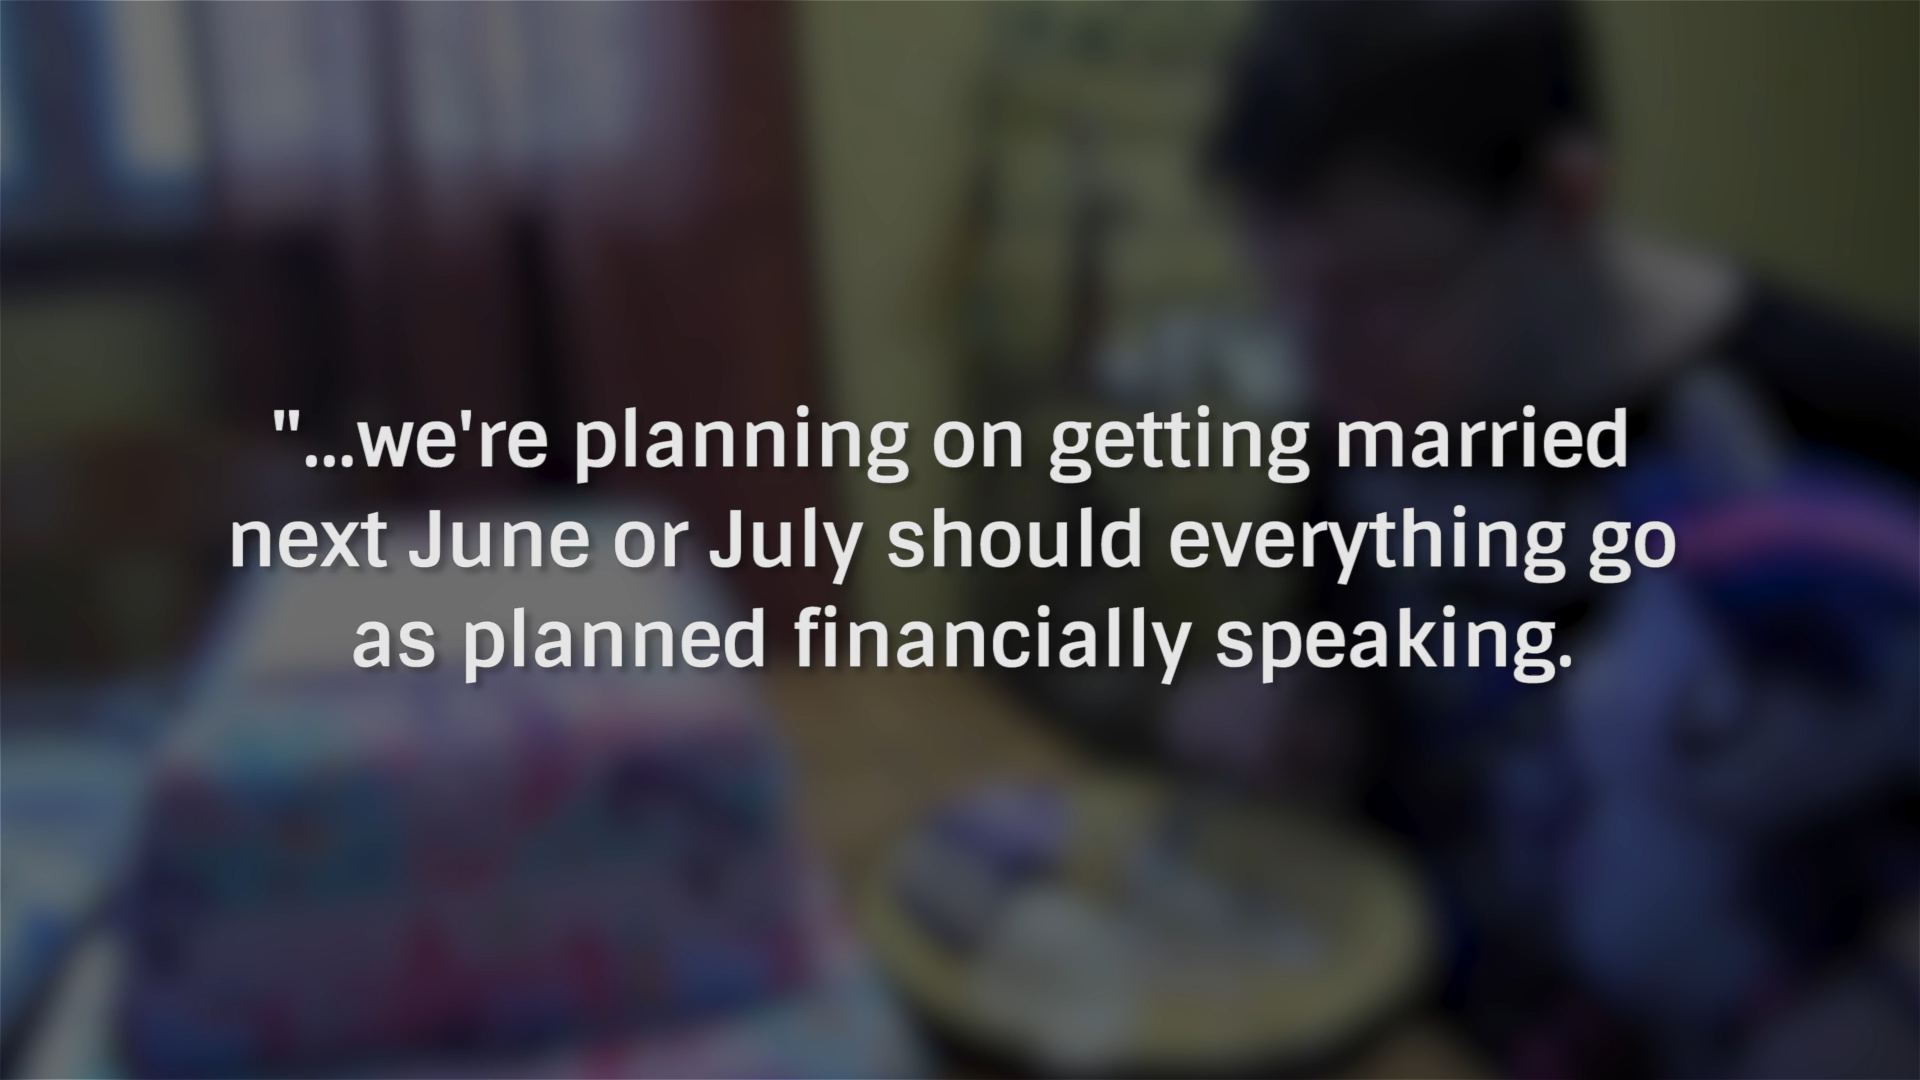 "...we're planning on getting married
next June or July should everything go
as planned financially speaking.